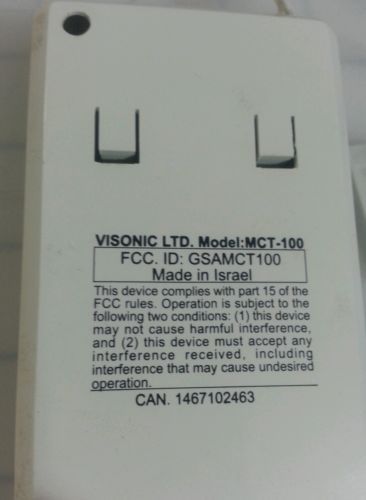 VISONIC LTD. Model:MCT-100
FCC. ID: GSAMCT100
Made in Israel
This device complies with part 15 of the
FCC rules. Operation is subject to the
following two conditions: (1) this device
may not cause harmful interference,
and (2) this device must accept any
interference received, including
interference that may cause undesired
operation.
CAN. 1467102463